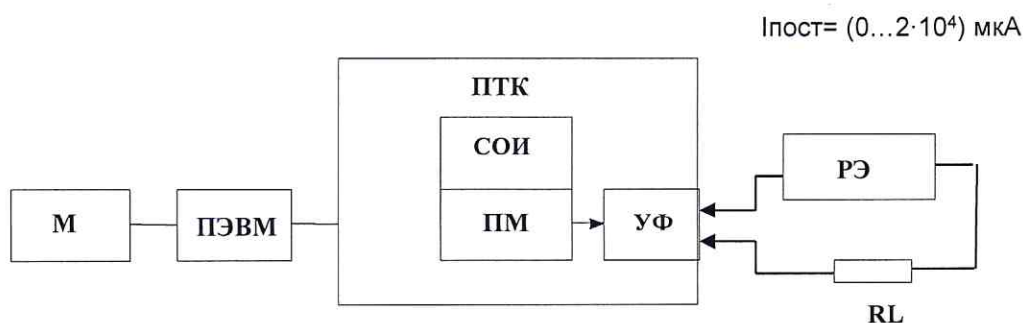 Iпост= (0…2·10⁴) мкА
ПТК
СОИ
РЭ
М
ПЭВМ
ПМ
УФ
RL